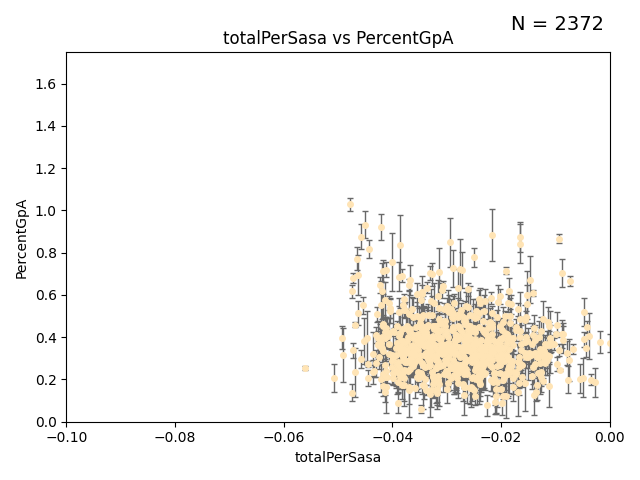 N = 2372
totalPerSasa vs PercentGpA
PercentGpA
1.6
1.4
1.2
1.0
0.8
0.6
0.4
0.2
0.0
−0.10 −0.08 −0.06 −0.04 −0.02 0.00
totalPerSasa